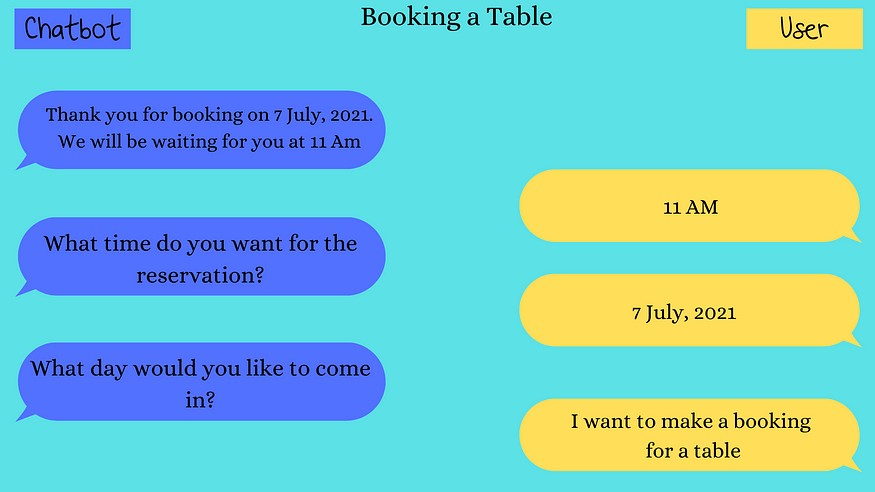 Booking a Table
Chatbot
User
Thank you for booking on 7 July, 2021.
We will be waiting for you at 11 Am
11 AM
What time do you want for the
reservation?
7 July, 2021
What day would you like to come
in?
I want to make a booking
for a table